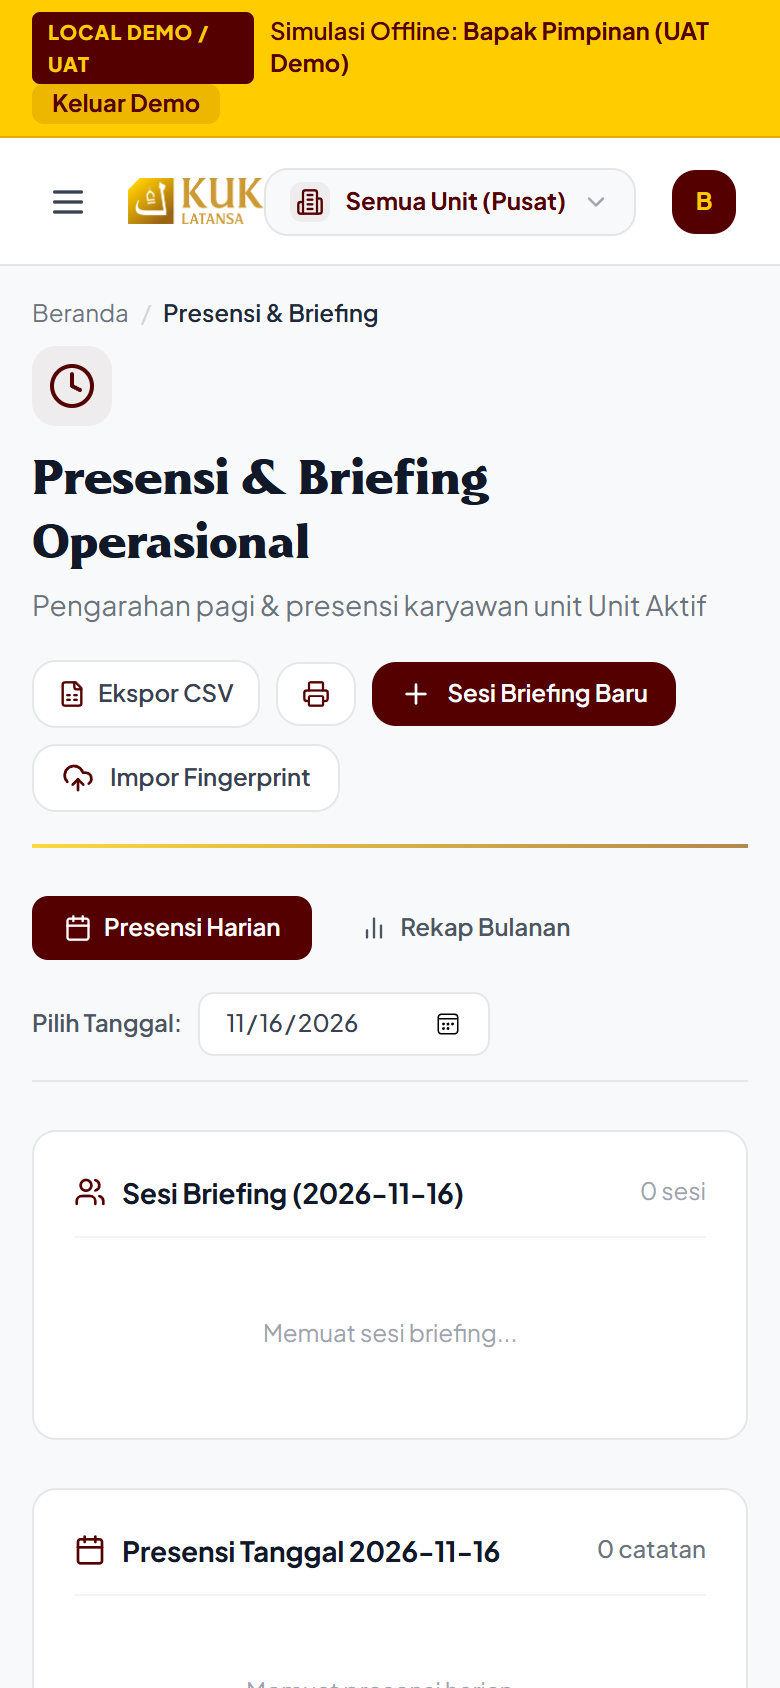 LOCAL DEMO /
UAT
Simulasi Offline: Bapak Pimpinan (UAT
Demo)
Keluar Demo
KUK
LATANSA
Semua Unit (Pusat)
B
Beranda / Presensi & Briefing
Presensi & Briefing
Operasional
Pengarahan pagi & presensi karyawan unit Unit Aktif
Ekspor CSV
Sesi Briefing Baru
Impor Fingerprint
Presensi Harian
Rekap Bulanan
Pilih Tanggal:
11/16/2026
Sesi Briefing (2026-11-16)
0 sesi
Memuat sesi briefing...
Presensi Tanggal 2026-11-16
0 catatan
Memuat presensi harian